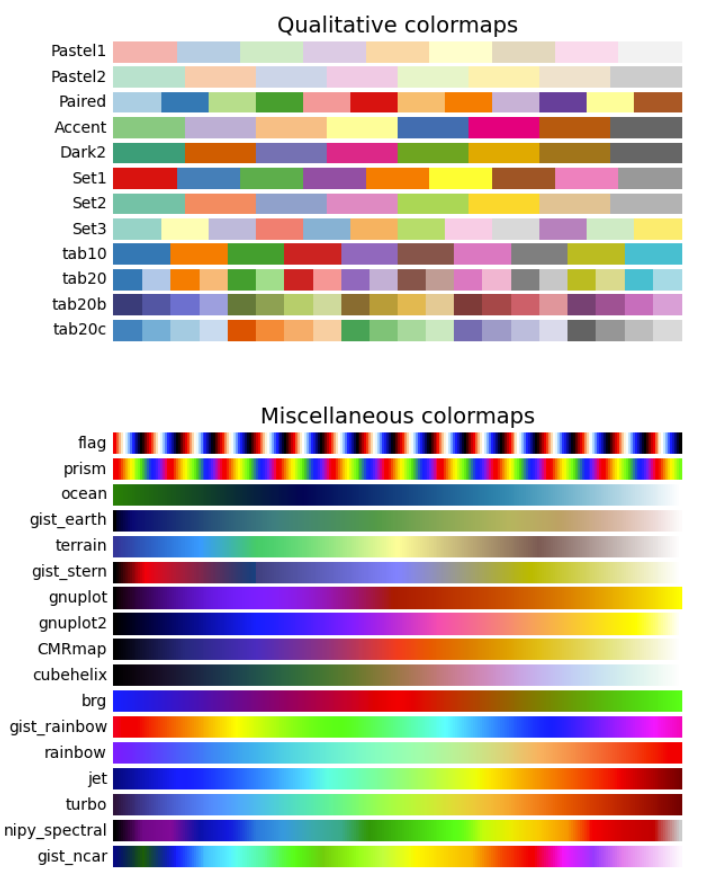 Qualitative colormaps
Pastel1
Pastel2
Paired
Accent
Dark2
Set1
Set2
Set3
tab10
tab20
tab20b
tab20c
Miscellaneous colormaps
flag
prism
ocean
gist_earth
terrain
gist_stern
gnuplot
gnuplot2
CMRmap
cubehelix
brg
gist_rainbow
rainbow
jet
turbo
nipy_spectral
gist_ncar